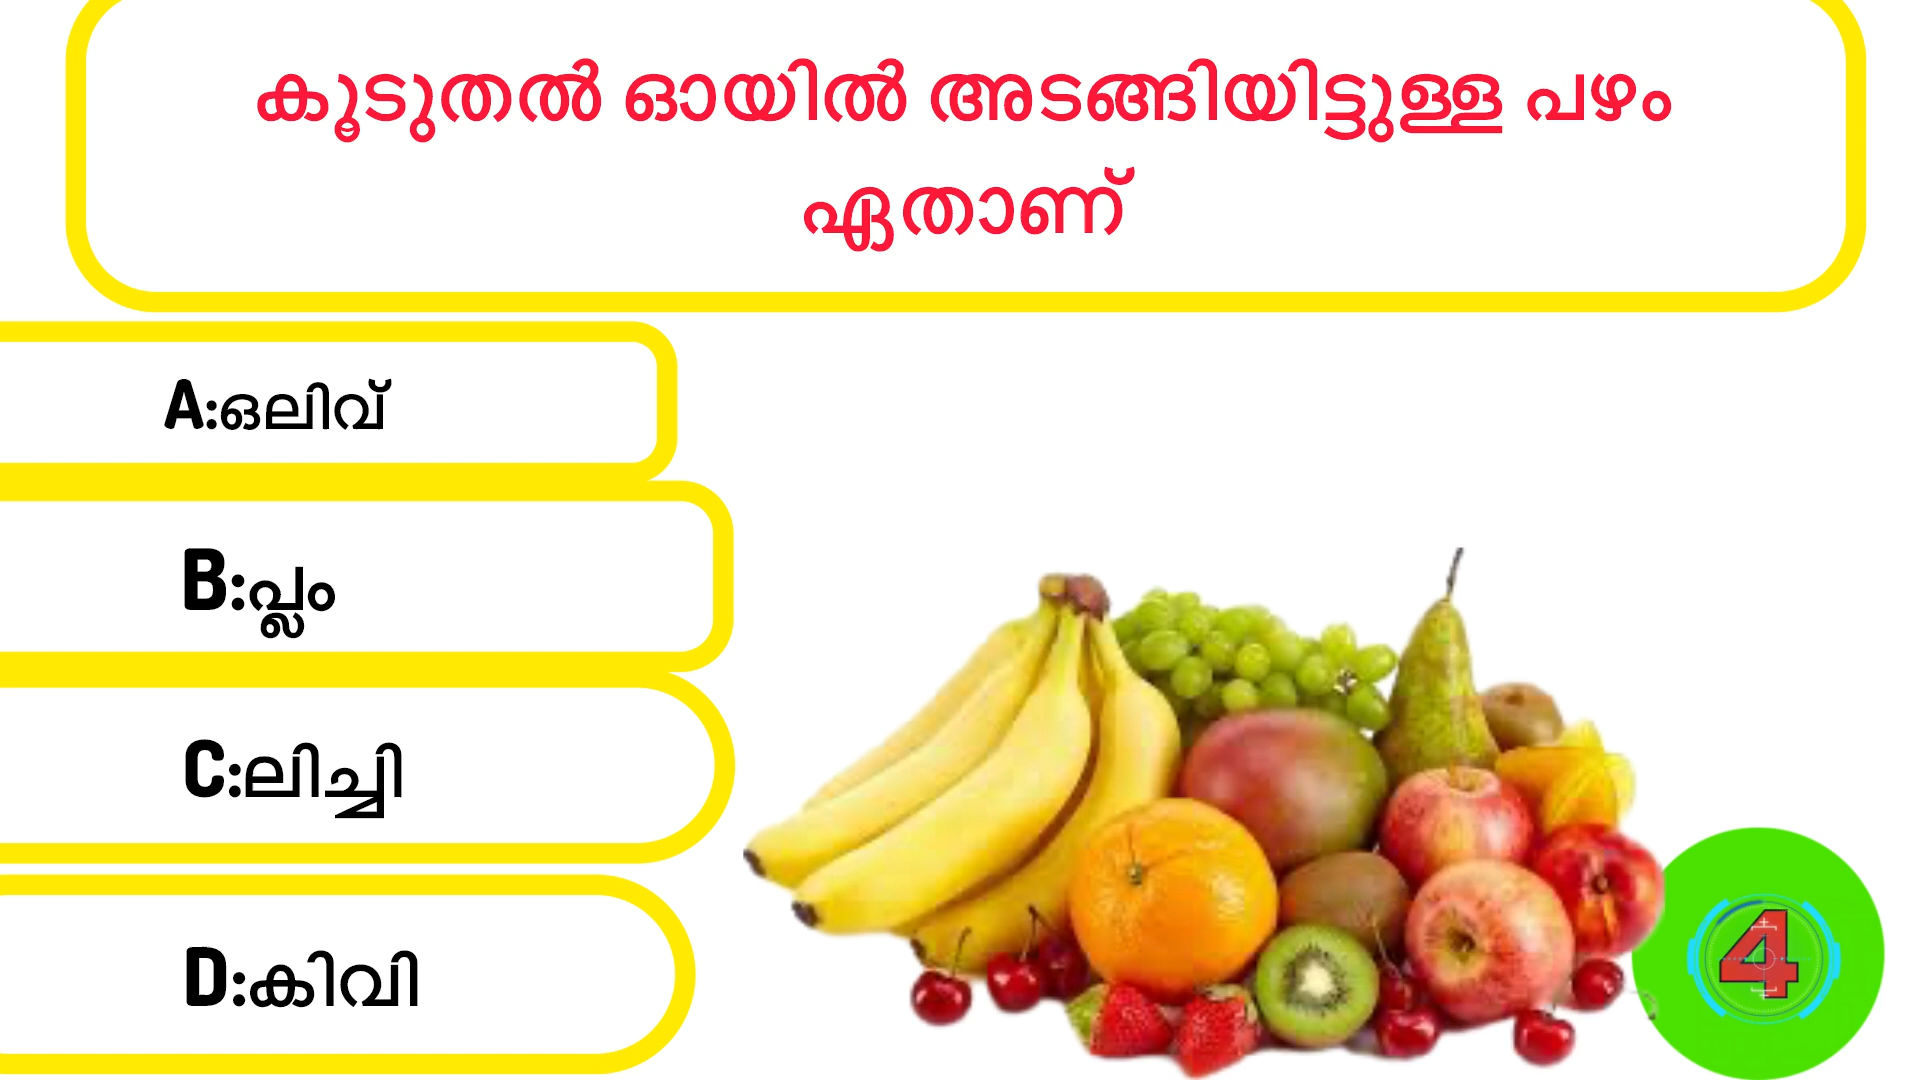 കൂടുതൽ ഓയിൽ അടങ്ങിയിട്ടുള്ള പഴം
ഏതാണ്
A:ഒലിവ്
B:പ്ലം
C:ലിച്ചി
D:കിവി
4